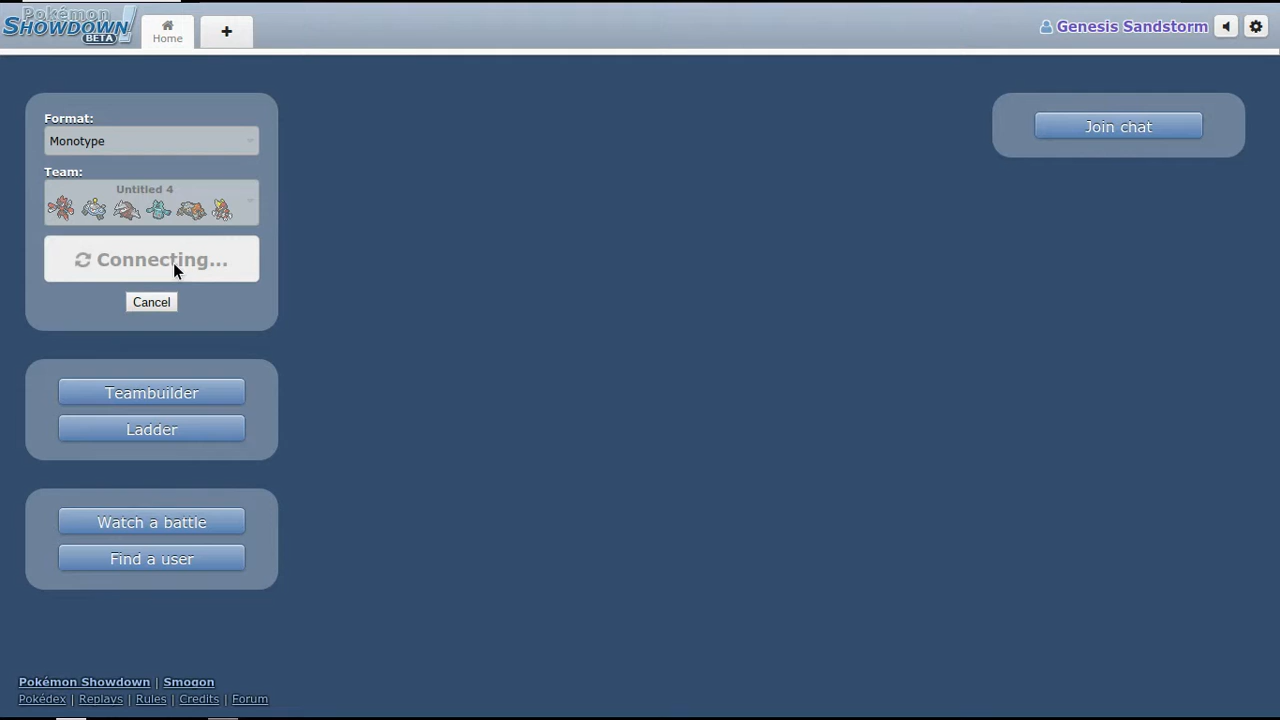 Pokémon
SHOWDOWN!
BETA
Home
+
Genesis Sandstorm
Format:
Monotype
Team:
Untitled 4
Connecting...
Cancel
Join chat
Teambuilder
Ladder
Watch a battle
Find a user
Pokémon Showdown | Smogon
Pokédex | Replays | Rules | Credits | Forum